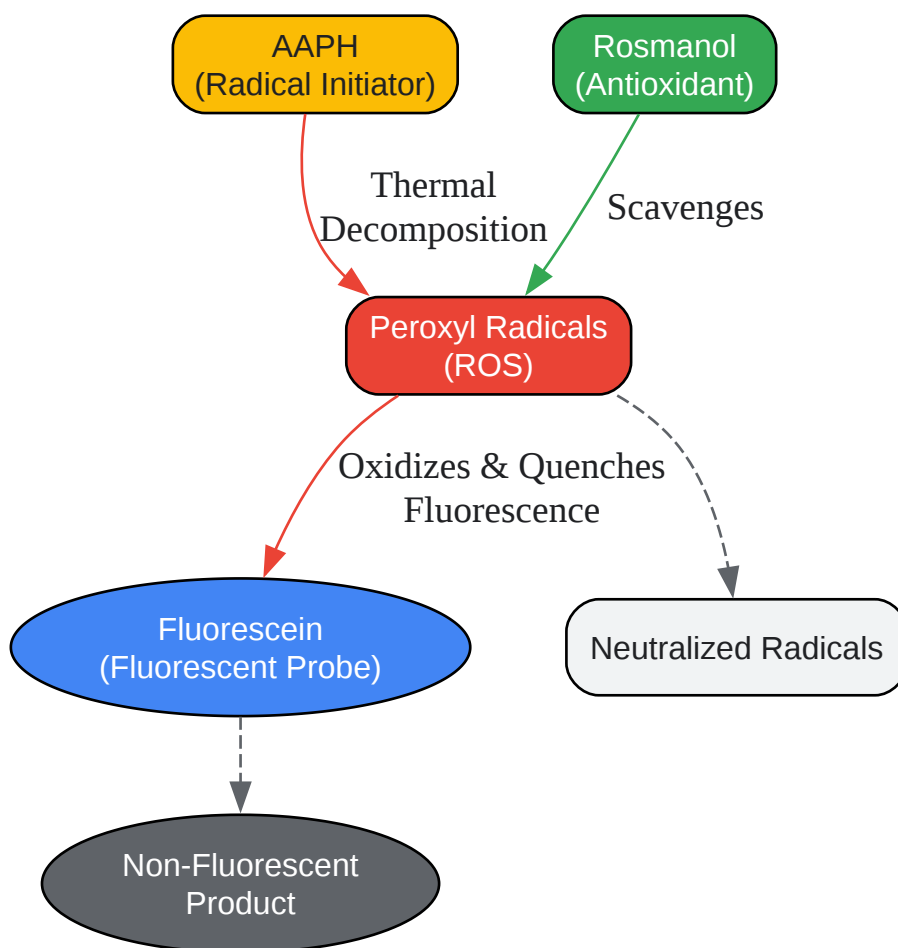 AAPH
(Radical Initiator)
Rosmanol
(Antioxidant)
Thermal
Decomposition
Scavenges
Peroxyl Radicals
(ROS)
Oxidizes & Quenches
Fluorescence
Fluorescein
(Fluorescent Probe)
Neutralized Radicals
Non-Fluorescent
Product